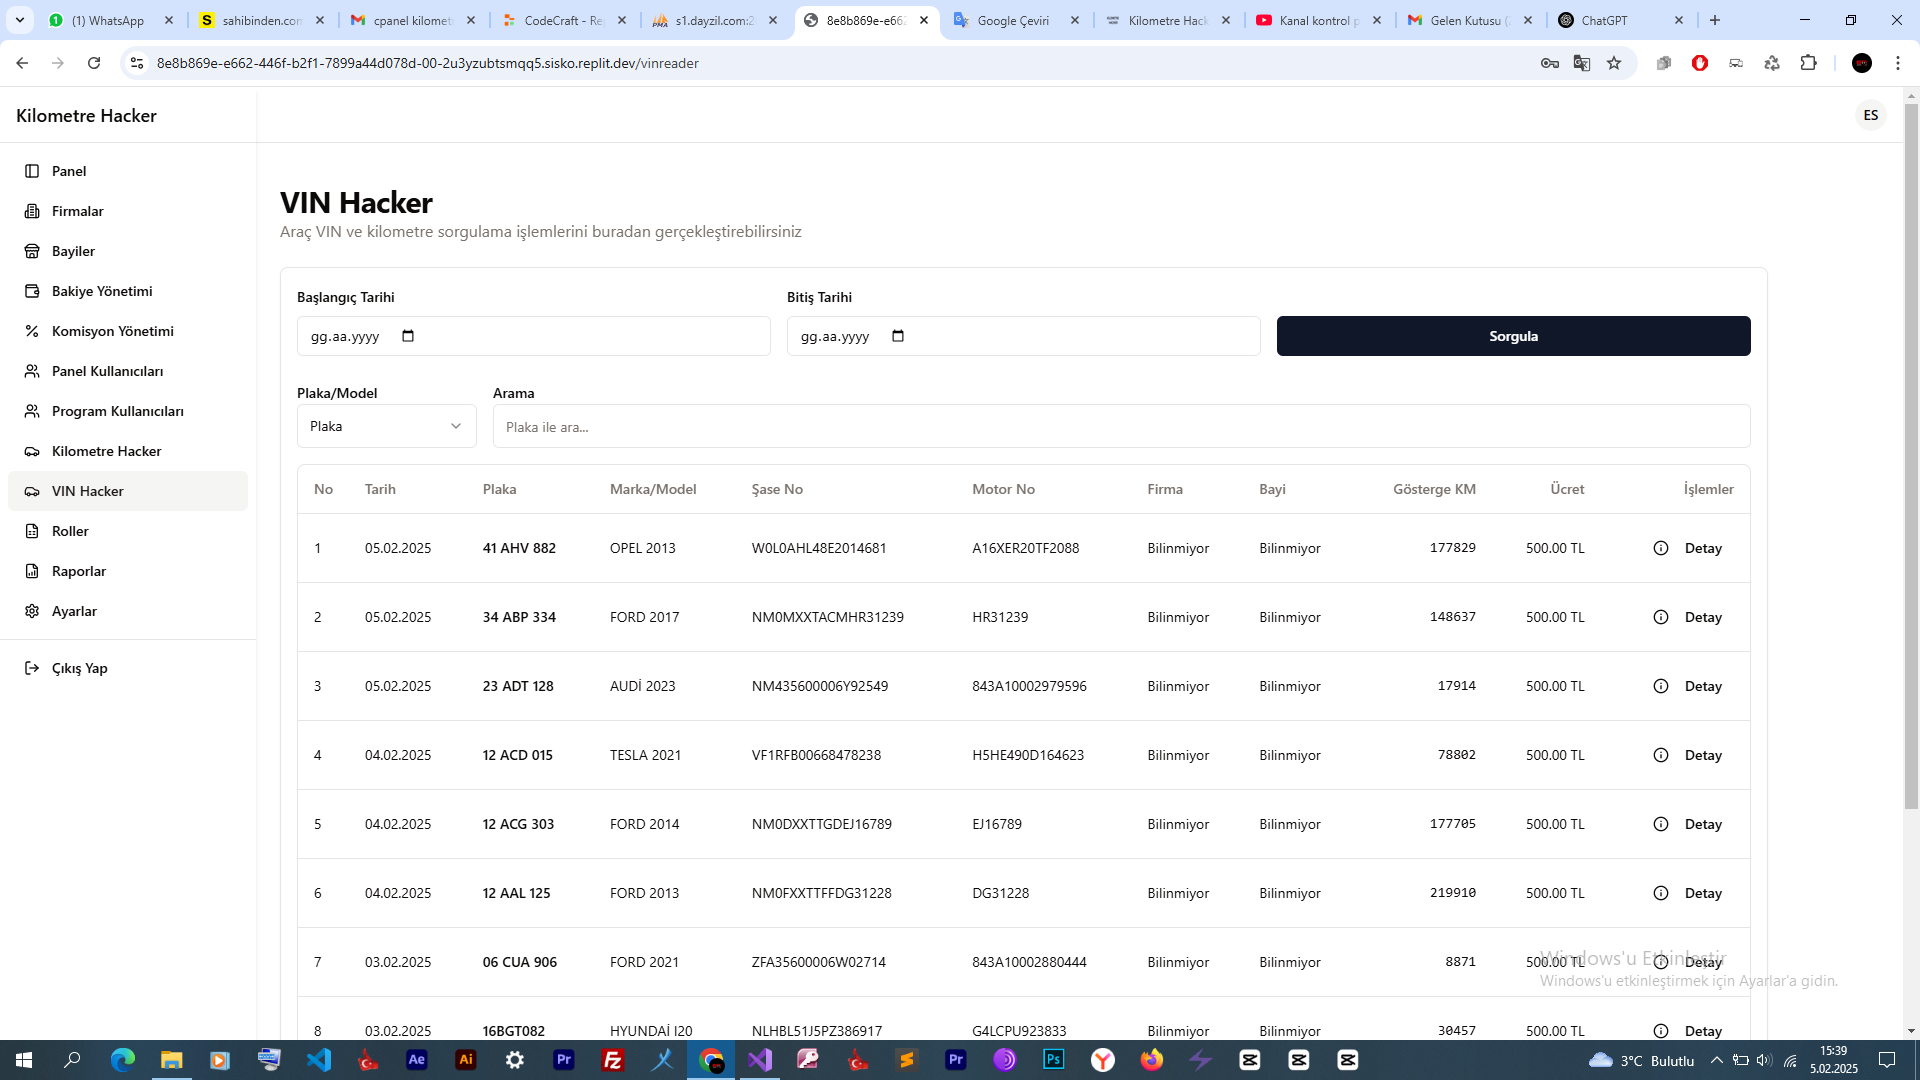 (1) WhatsApp
sahibinden.com
cpanel kilomet
CodeCraft - Re
s1.dayzil.com:2
8e8b869e-e662
Google Çeviri
Kilometre Hack
Kanal kontrol p
Gelen Kutusu (
ChatGPT
8e8b869e-e662-446f-b2f1-7899a44d078d-00-2u3yzubtsmqq5.sisko.replit.dev/vinreader
Kilometre Hacker
ES
Panel
Firmalar
Bayiler
Bakiye Yönetimi
Komisyon Yönetimi
Panel Kullanıcıları
Program Kullanıcıları
Kilometre Hacker
VIN Hacker
Roller
Raporlar
Ayarlar
Çıkış Yap
VIN Hacker
Araç VIN ve kilometre sorgulama işlemlerini buradan gerçekleştirebilirsiniz
Başlangıç Tarihi
Bitiş Tarihi
gg.aa.yyyy
gg.aa.yyyy
Sorgula
Plaka/Model
Arama
Plaka
Plaka ile ara...
No Tarih Plaka Marka/Model Şase No Motor No Firma Bayi Gösterge KM Ücret İşlemler
1 05.02.2025 41 AHV 882 OPEL 2013 W0L0AHL48E2014681 A16XER20TF2088 Bilinmiyor Bilinmiyor 177829 500.00 TL Detay
2 05.02.2025 34 ABP 334 FORD 2017 NM0MXXTACMHR31239 HR31239 Bilinmiyor Bilinmiyor 148637 500.00 TL Detay
3 05.02.2025 23 ADT 128 AUDİ 2023 NM435600006Y92549 843A10002979596 Bilinmiyor Bilinmiyor 17914 500.00 TL Detay
4 04.02.2025 12 ACD 015 TESLA 2021 VF1RFB00668478238 H5HE490D164623 Bilinmiyor Bilinmiyor 78802 500.00 TL Detay
5 04.02.2025 12 ACG 303 FORD 2014 NM0DXXTTGDEJ16789 EJ16789 Bilinmiyor Bilinmiyor 177705 500.00 TL Detay
6 04.02.2025 12 AAL 125 FORD 2013 NM0FXXTTFFDG31228 DG31228 Bilinmiyor Bilinmiyor 219910 500.00 TL Detay
7 03.02.2025 06 CUA 906 FORD 2021 ZFA35600006W02714 843A10002880444 Bilinmiyor Bilinmiyor 8871 500.00 TL Detay
8 03.02.2025 16BGT082 HYUNDAİ I20 NLHBL51J5PZ386917 G4LCPU923833 Bilinmiyor Bilinmiyor 30457 500.00 TL Detay
Windows'u Etkinleştir
Windows'u etkinleştirmek için Ayarlar'a gidin.
3°C Bulutlu
15:39
5.02.2025